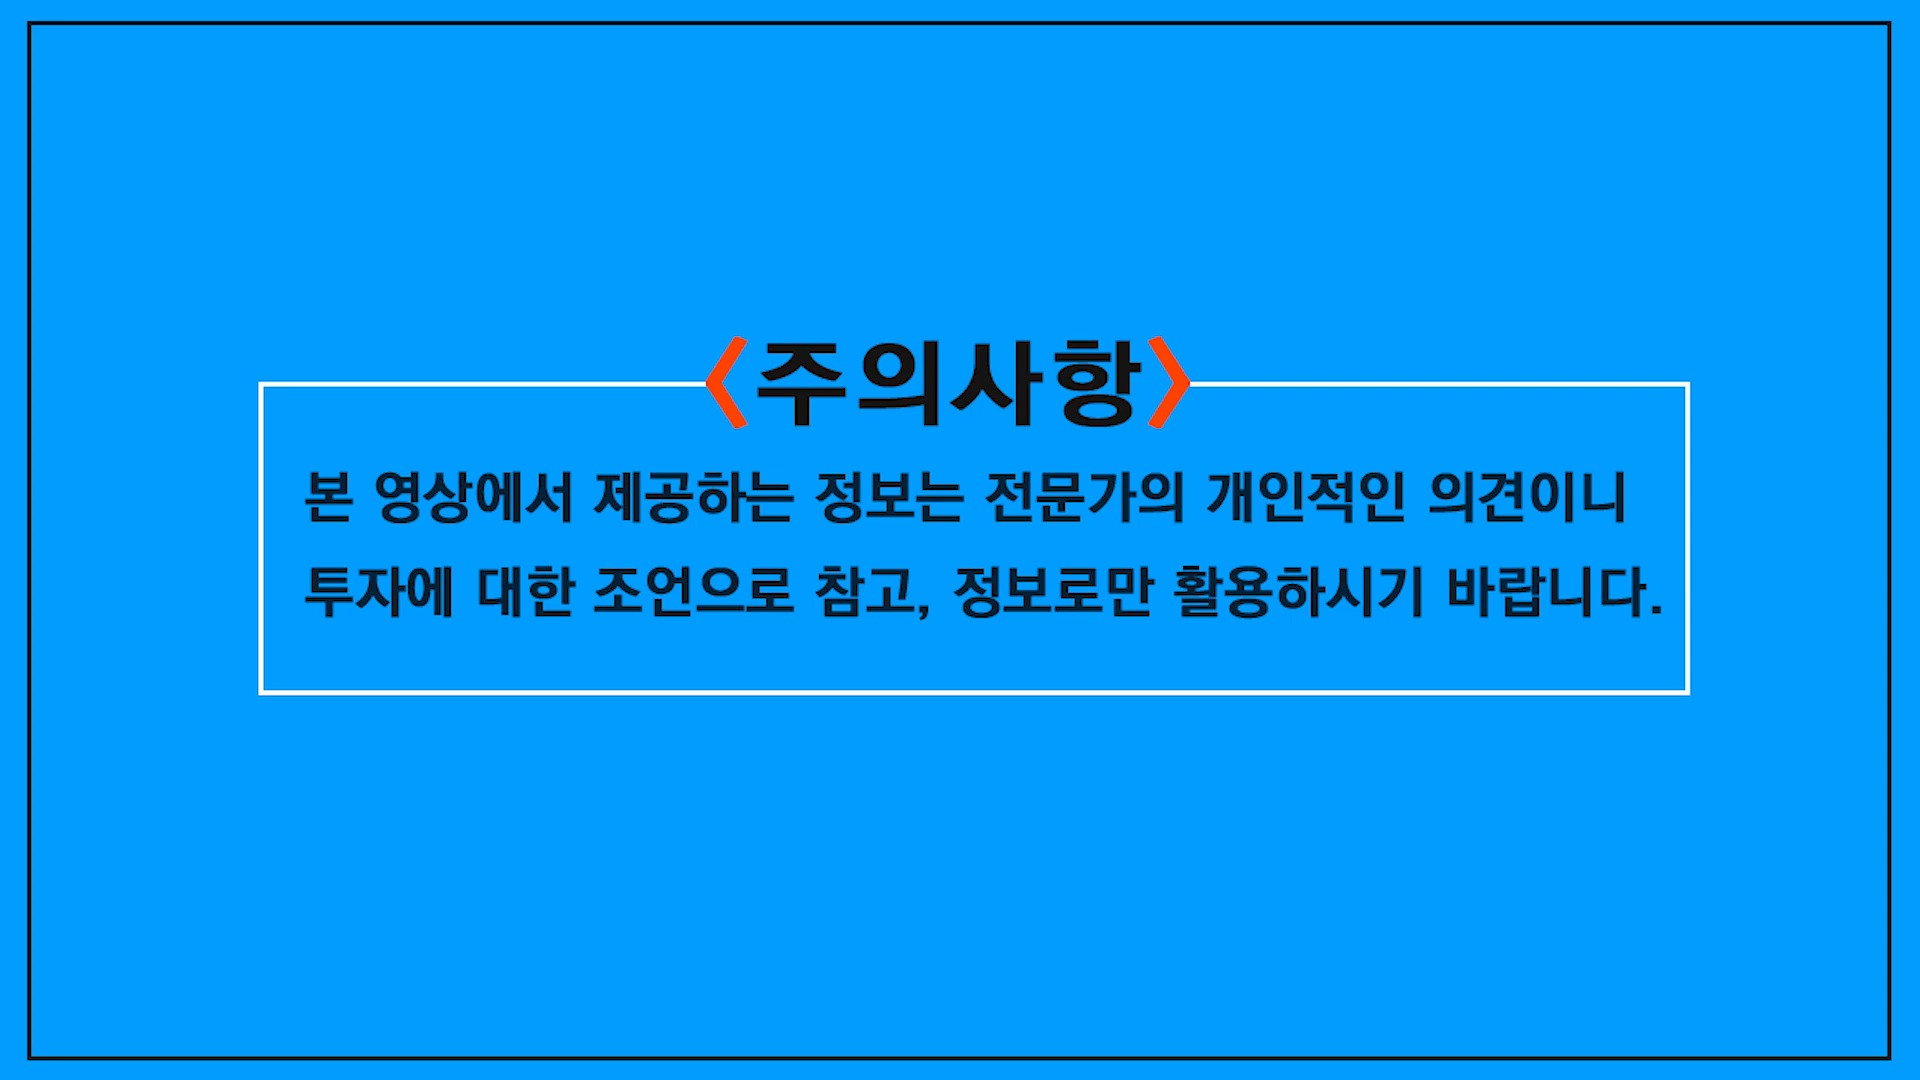 〈주의사항〉
본 영상에서 제공하는 정보는 전문가의 개인적인 의견이니
투자에 대한 조언으로 참고, 정보로만 활용하시기 바랍니다.